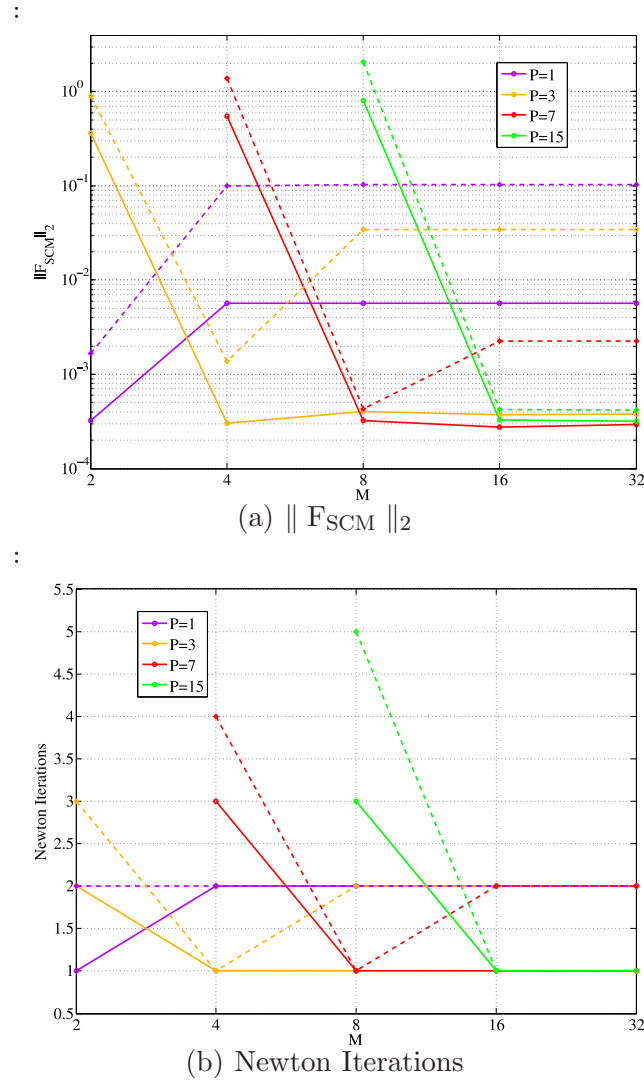 :
10^0
10^-1
10^-2
10^-3
10^-4
‖F_SCM‖_2
P=1
P=3
P=7
P=15
2
4
8
16
32
M
(a) ‖ F_SCM ‖_2
:
5.5
5
4.5
4
3.5
3
2.5
2
1.5
1
0.5
Newton Iterations
P=1
P=3
P=7
P=15
2
4
8
16
32
M
(b) Newton Iterations